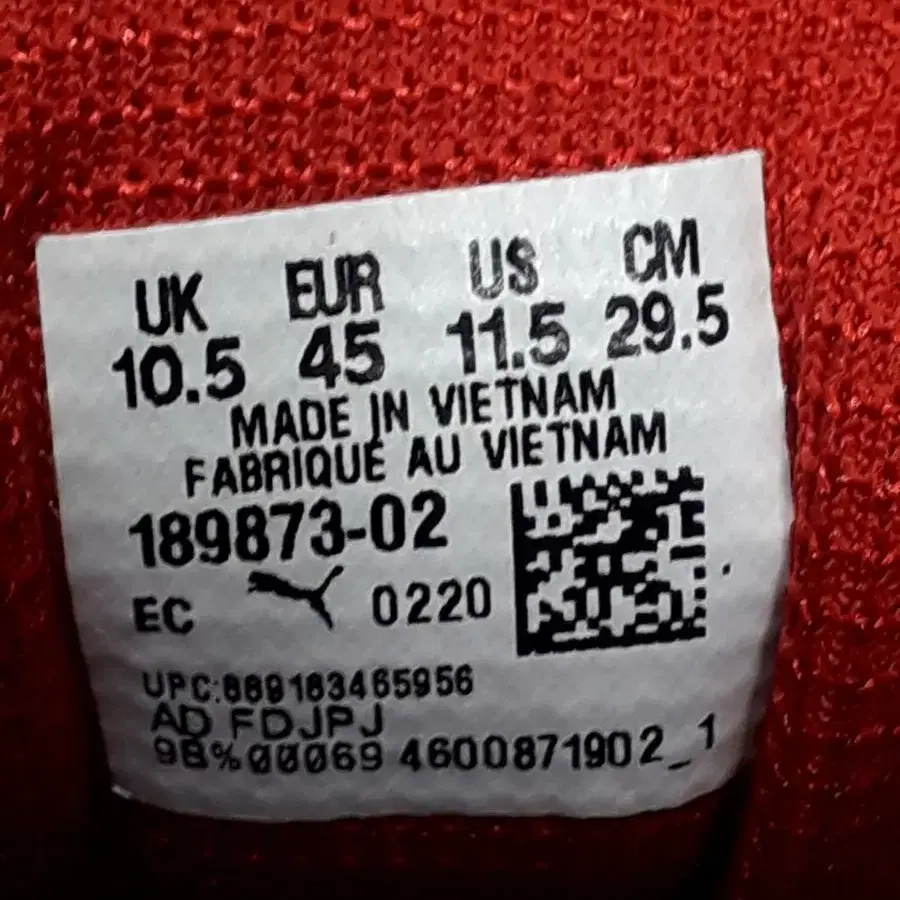 UK EUR US CM
10.5 45 11.5 29.5
MADE IN VIETNAM
FABRIQUE AU VIETNAM
189873-02
EC 0220
UPC:889183465956
AD FDJPJ
98%00069 4600871902_1